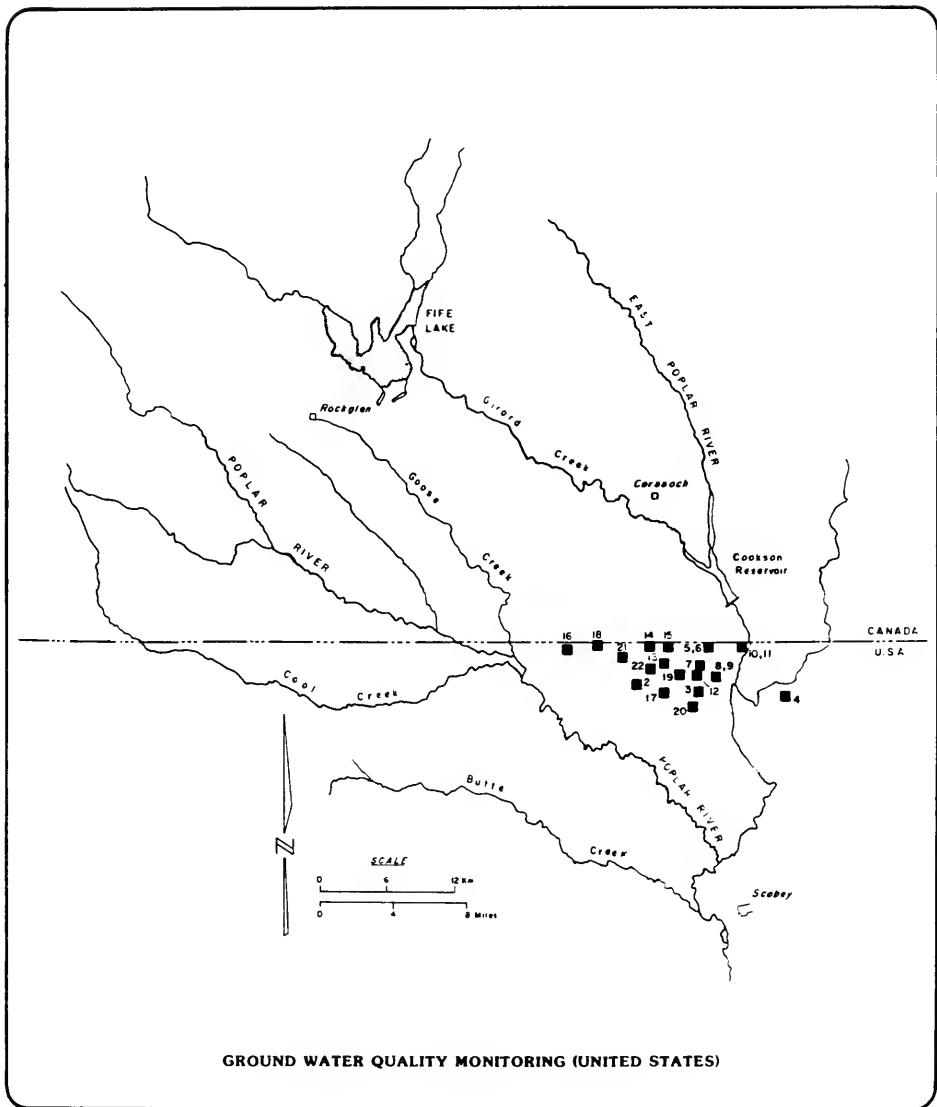 FIFE
LAKE
EAST
POPLAR
RIVER
Rockglen
Girard
Creek
Coronach
Goose
Creek
POPLAR
RIVER
Cookson
Reservoir
CANADA
U.S.A
16
18
14
15
5,6
10,11
21
13
7
22
19
8,9
2
17
3
12
4
20
Cool
Creek
POPLAR RIVER
Butte
Creek
N
SCALE
0 6 12 Km
0 4 8 Miles
Scobey
GROUND WATER QUALITY MONITORING (UNITED STATES)